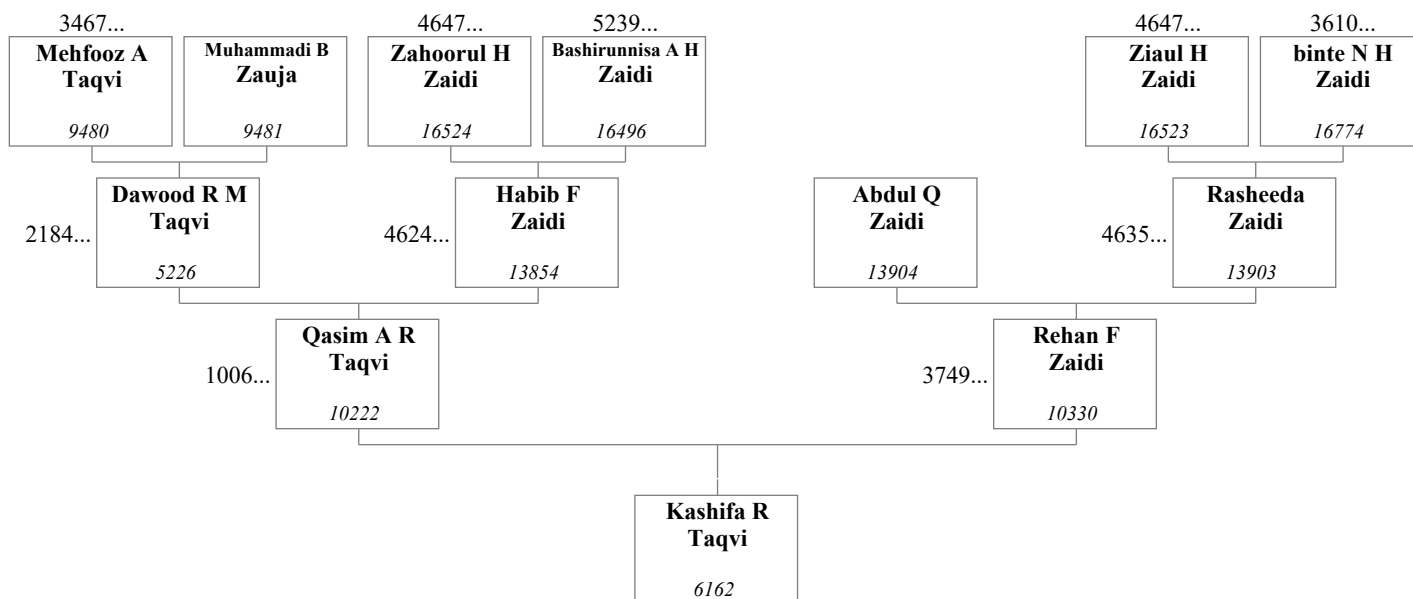 3467...
4647...
5239...
4647...
3610...
Mehfooz A
Taqvi
9480
Muhammadi B
Zauja
9481
Zahoorul H
Zaidi
16524
Bashirunnisa A H
Zaidi
16496
Ziaul H
Zaidi
16523
binte N H
Zaidi
16774
2184...
Dawood R M
Taqvi
5226
4624...
Habib F
Zaidi
13854
Abdul Q
Zaidi
13904
4635...
Rasheeda
Zaidi
13903
1006...
Qasim A R
Taqvi
10222
3749...
Rehan F
Zaidi
10330
Kashifa R
Taqvi
6162